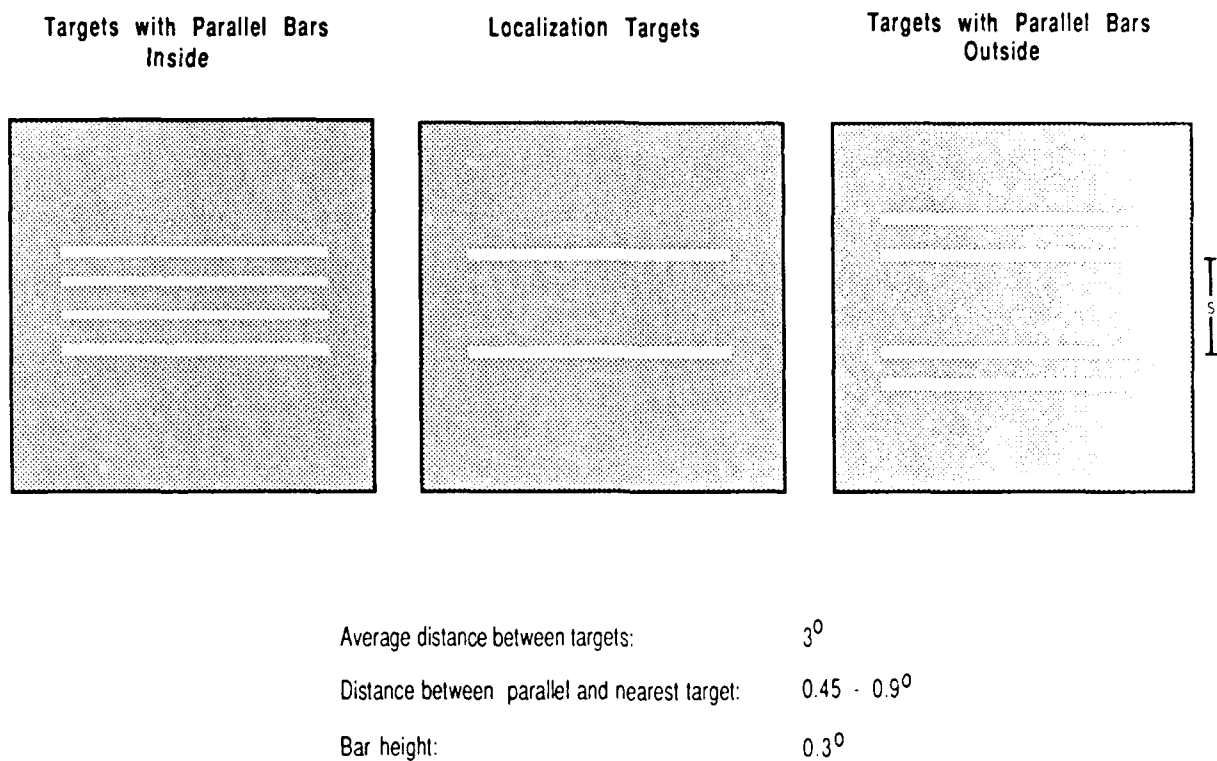 Targets with Parallel Bars
Inside
Localization Targets
Targets with Parallel Bars
Outside
S
Average distance between targets: 3°
Distance between parallel and nearest target: 0.45 - 0.9°
Bar height: 0.3°